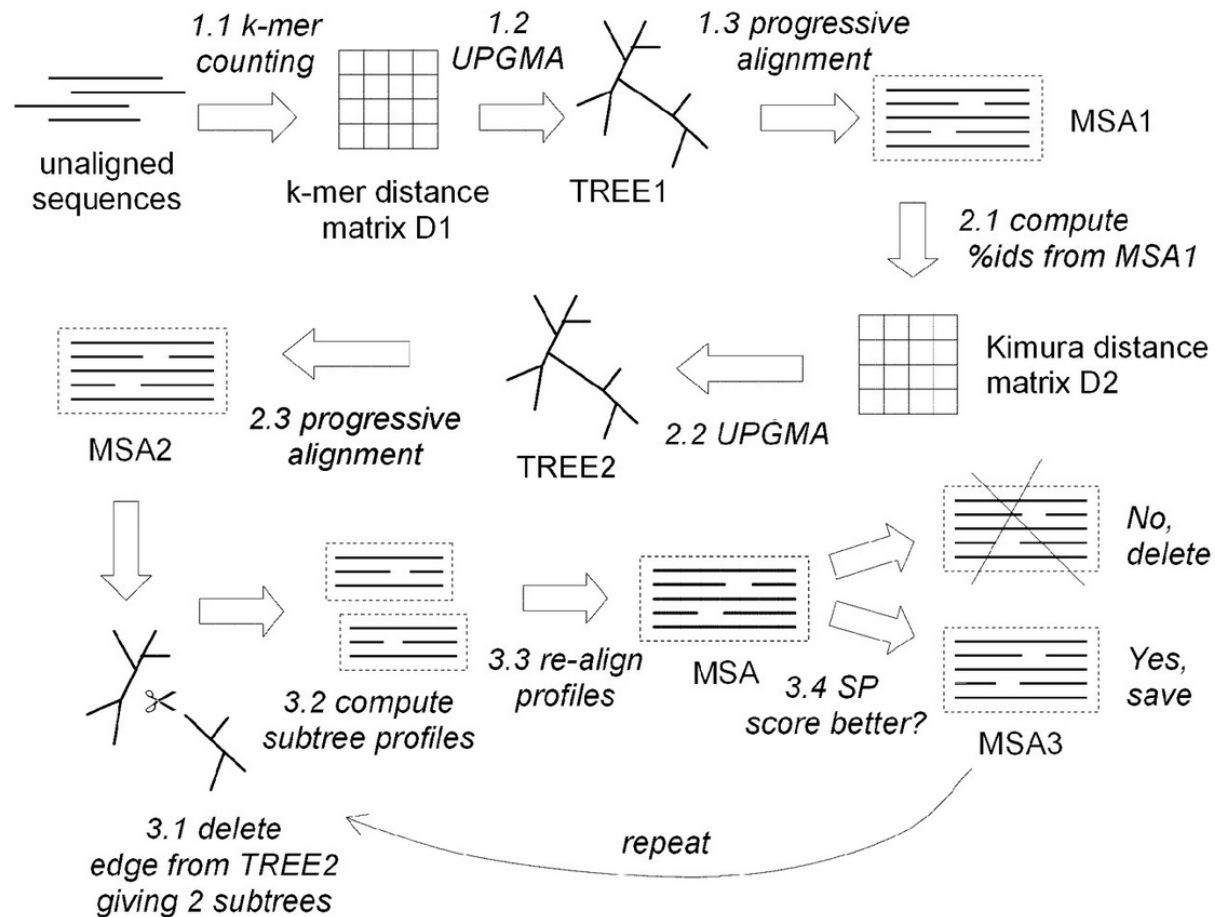 1.1 k-mer
counting
1.2
UPGMA
1.3 progressive
alignment
unaligned
sequences
k-mer distance
matrix D1
TREE1
MSA1
2.1 compute
%ids from MSA1
Kimura distance
matrix D2
2.2 UPGMA
TREE2
2.3 progressive
alignment
MSA2
3.1 delete
edge from TREE2
giving 2 subtrees
3.2 compute
subtree profiles
3.3 re-align
profiles
MSA
3.4 SP
score better?
No,
delete
Yes,
save
MSA3
repeat